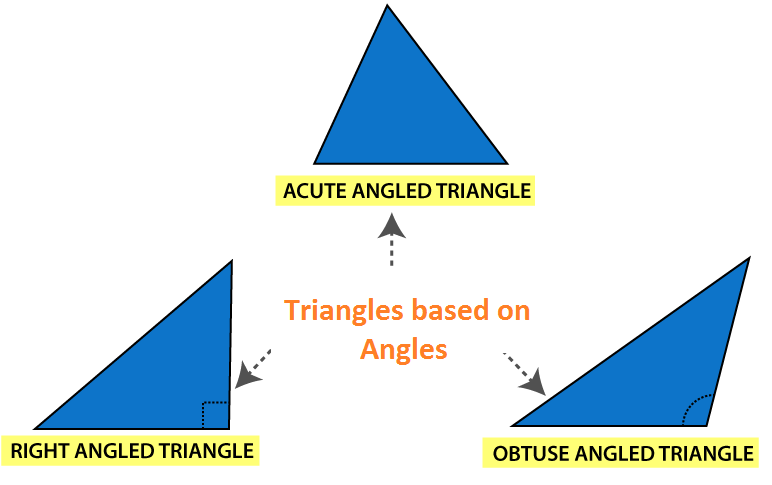 ACUTE ANGLED TRIANGLE
Triangles based on
Angles
RIGHT ANGLED TRIANGLE
OBTUSE ANGLED TRIANGLE